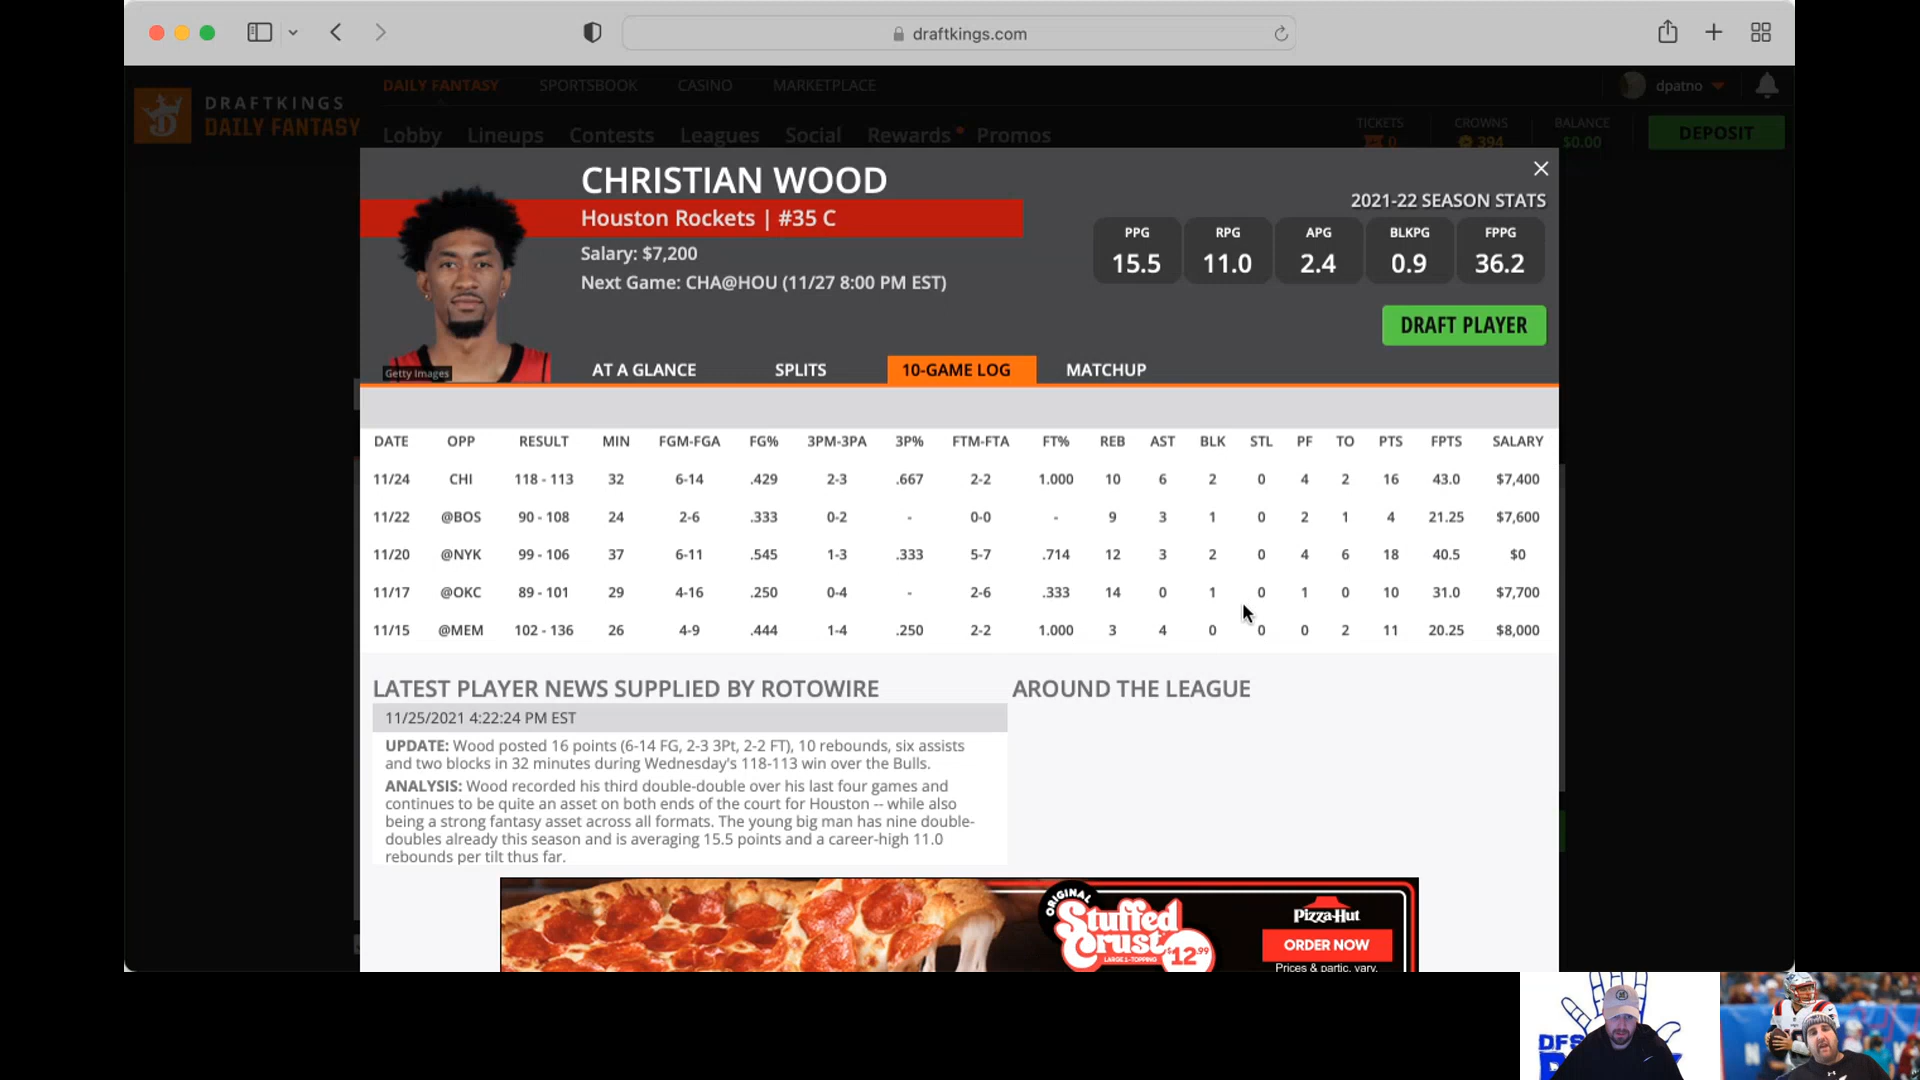 draftkings.com
DAILY FANTASY SPORTSBOOK CASINO MARKETPLACE
dpatno
DRAFTKINGS
DAILY FANTASY
Lobby Lineups Contests Leagues Social Rewards Promos
TICKETS CROWNS BALANCE
0 394 $0.00
DEPOSIT
CHRISTIAN WOOD
Houston Rockets | #35 C
Salary: $7,200
Next Game: CHA@HOU (11/27 8:00 PM EST)
2021-22 SEASON STATS
PPG RPG APG BLKPG FPPG
15.5 11.0 2.4 0.9 36.2
DRAFT PLAYER
Getty Images
AT A GLANCE SPLITS 10-GAME LOG MATCHUP
DATE OPP RESULT MIN FGM-FGA FG% 3PM-3PA 3P% FTM-FTA FT% REB AST BLK STL PF TO PTS FPTS SALARY
11/24 CHI 118 - 113 32 6-14 .429 2-3 .667 2-2 1.000 10 6 2 0 4 2 16 43.0 $7,400
11/22 @BOS 90 - 108 24 2-6 .333 0-2 - 0-0 - 9 3 1 0 2 1 4 21.25 $7,600
11/20 @NYK 99 - 106 37 6-11 .545 1-3 .333 5-7 .714 12 3 2 0 4 6 18 40.5 $0
11/17 @OKC 89 - 101 29 4-16 .250 0-4 - 2-6 .333 14 0 1 0 1 0 10 31.0 $7,700
11/15 @MEM 102 - 136 26 4-9 .444 1-4 .250 2-2 1.000 3 4 0 0 0 2 11 20.25 $8,000
LATEST PLAYER NEWS SUPPLIED BY ROTOWIRE
11/25/2021 4:22:24 PM EST
UPDATE: Wood posted 16 points (6-14 FG, 2-3 3Pt, 2-2 FT), 10 rebounds, six assists
and two blocks in 32 minutes during Wednesday's 118-113 win over the Bulls.
ANALYSIS: Wood recorded his third double-double over his last four games and
continues to be quite an asset on both ends of the court for Houston -- while also
being a strong fantasy asset across all formats. The young big man has nine double-
doubles already this season and is averaging 15.5 points and a career-high 11.0
rebounds per tilt thus far.
AROUND THE LEAGUE
ORIGINAL
Stuffed
Crust
LARGE 1-TOPPING
$12.99
Pizza Hut
ORDER NOW
Prices & partic. vary.
DFS